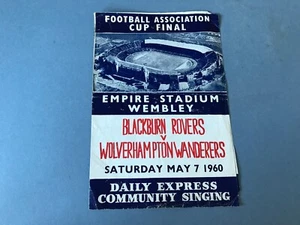 FOOTBALL ASSOCIATION
CUP FINAL
EMPIRE STADIUM
WEMBLEY
BLACKBURN ROVERS
V
WOLVERHAMPTON WANDERERS
SATURDAY MAY 7 1960
DAILY EXPRESS
COMMUNITY SINGING